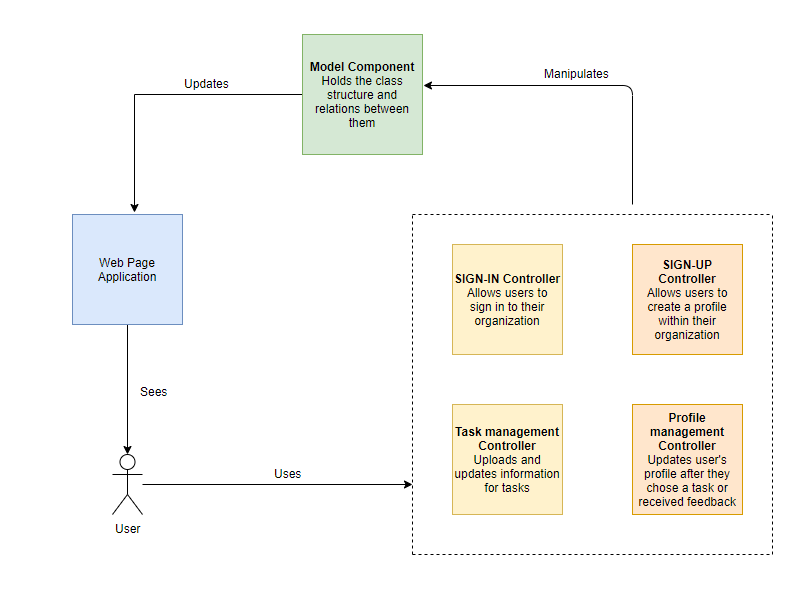 Model Component
Holds the class
structure and
relations between
them
Updates
Manipulates
Web Page
Application
SIGN-IN Controller
Allows users to
sign in to their
organization
SIGN-UP
Controller
Allows users to
create a profile
within their
organization
Sees
Task management
Controller
Uploads and
updates information
for tasks
Profile
management
Controller
Updates user's
profile after they
chose a task or
received feedback
Uses
User